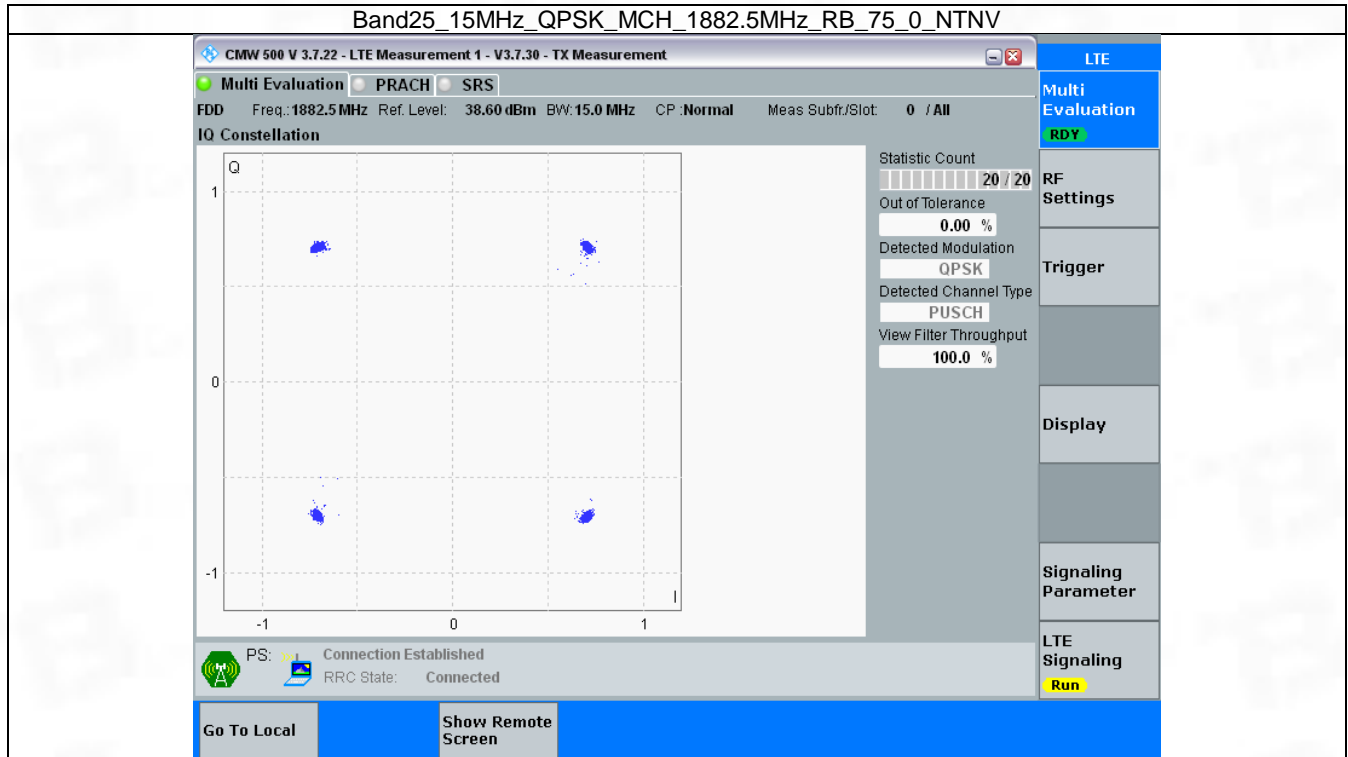 Band25_15MHz_QPSK_MCH_1882.5MHz_RB_75_0_NTNV
CMW 500 V 3.7.22 - LTE Measurement 1 - V3.7.30 - TX Measurement
LTE
Multi Evaluation PRACH SRS
FDD Freq.:1882.5 MHz Ref. Level: 38.60 dBm BW:15.0 MHz CP :Normal Meas Subfr./Slot: 0 / All
IQ Constellation
Q
1
0
-1
I
-1 0 1
Statistic Count
20 / 20
Out of Tolerance
0.00 %
Detected Modulation
QPSK
Detected Channel Type
PUSCH
View Filter Throughput
100.0 %
Multi
Evaluation
RDY
RF
Settings
Trigger
Display
Signaling
Parameter
LTE
Signaling
Run
PS: Connection Established
RRC State: Connected
Go To Local
Show Remote
Screen